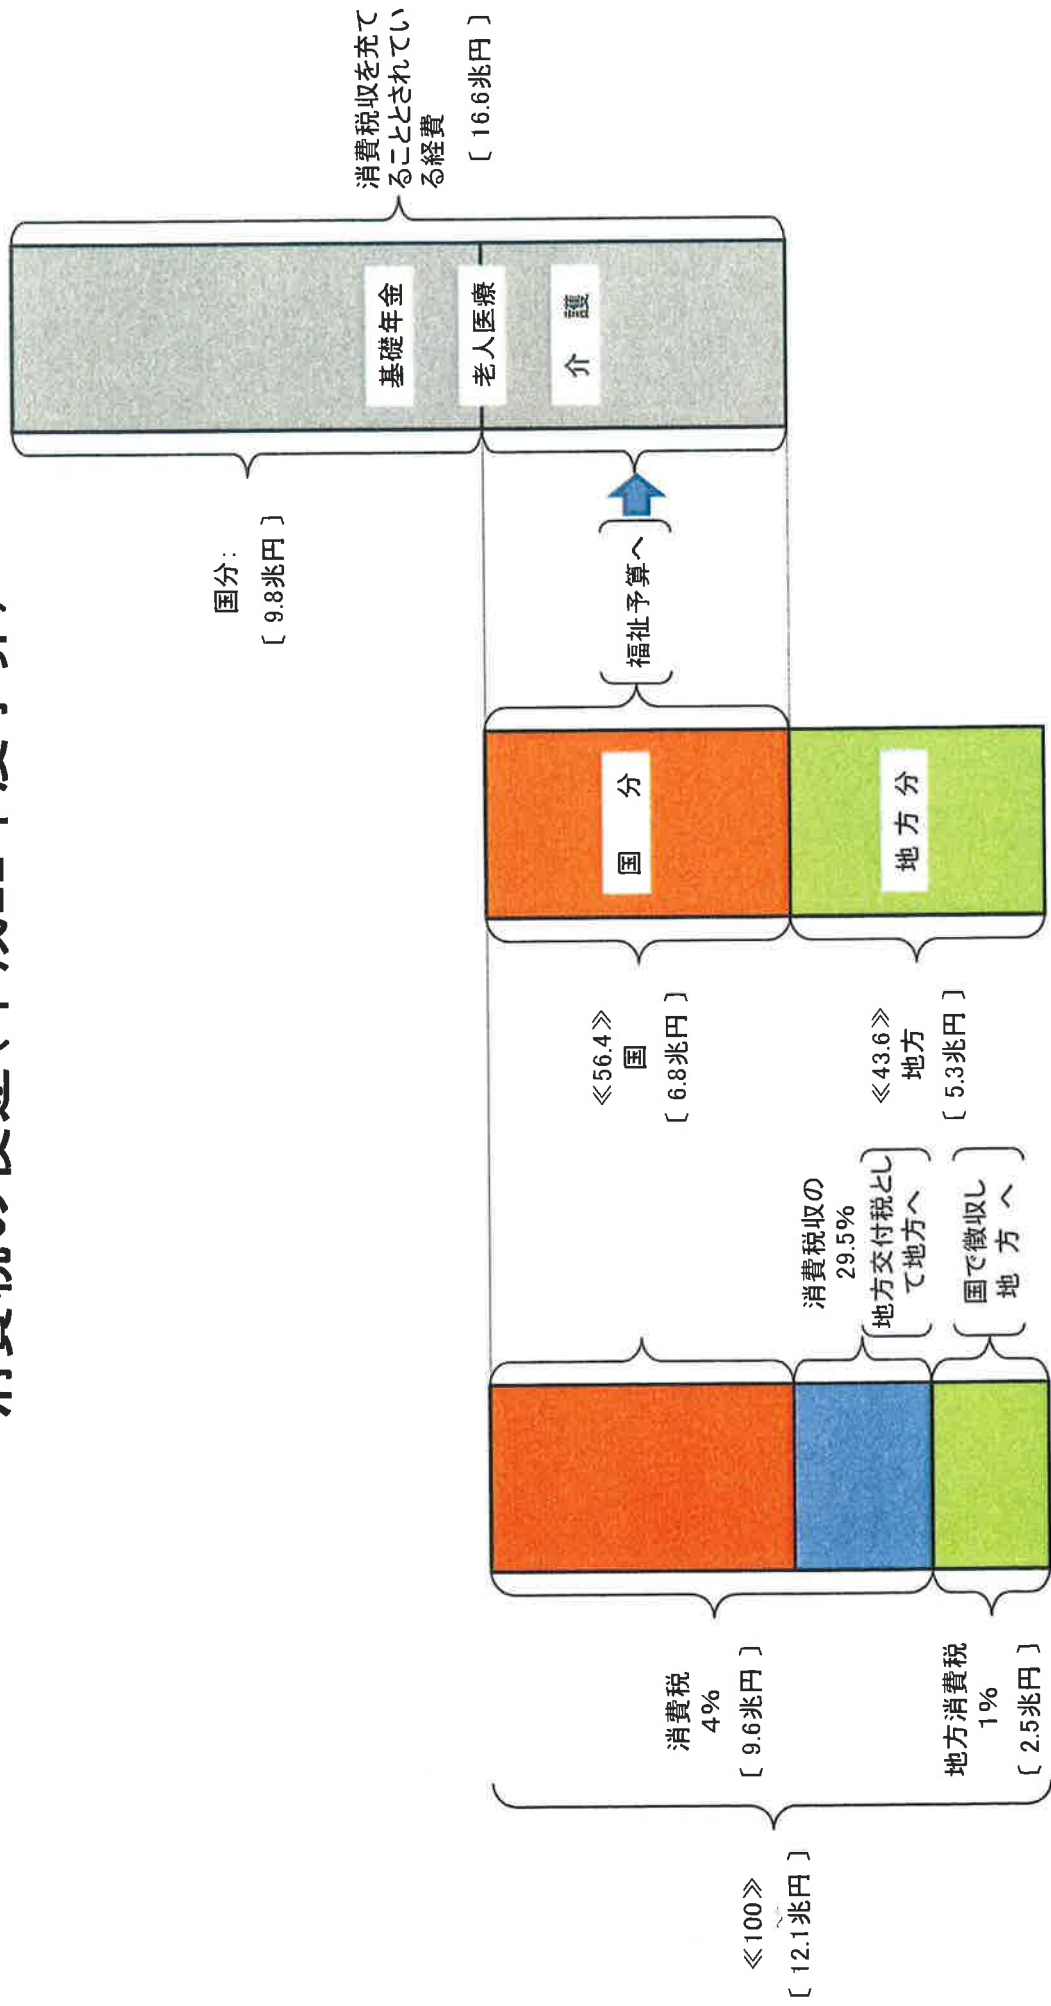 消費税の使途(平成22年度予算)
≪100≫
[ 12.1兆円 ]
消費税
4%
[ 9.6兆円 ]
地方消費税
1%
[ 2.5兆円 ]
消費税収の
29.5%
地方交付税とし
て地方へ
国で徴収し
地 方 へ
≪56.4≫
国
[ 6.8兆円 ]
≪43.6≫
地方
[ 5.3兆円 ]
国 分
地 方 分
福祉予算へ
国分:
[ 9.8兆円 ]
基礎年金
老人医療
介 護
消費税収を充て
ることとされてい
る経費
[ 16.6兆円 ]